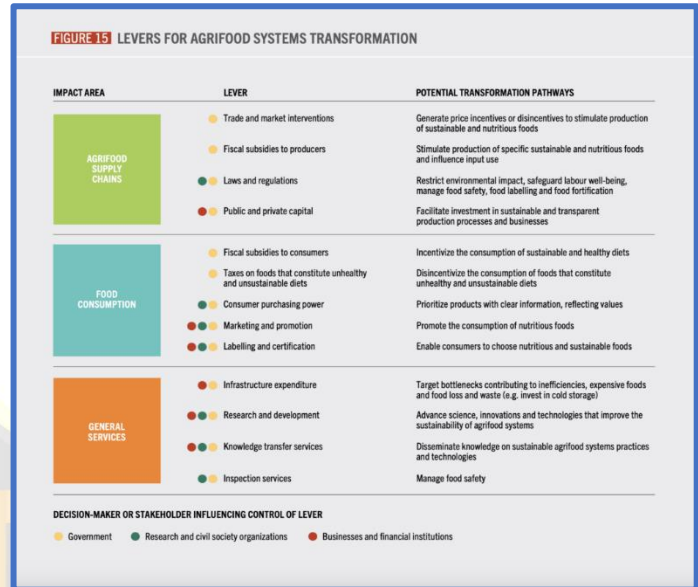 FIGURE 15 LEVERS FOR AGRIFOOD SYSTEMS TRANSFORMATION
IMPACT AREA LEVER POTENTIAL TRANSFORMATION PATHWAYS
AGRIFOOD
SUPPLY
CHAINS
Trade and market interventions
Generate price incentives or disincentives to stimulate production
of sustainable and nutritious foods
Fiscal subsidies to producers
Stimulate production of specific sustainable and nutritious foods
and influence input use
Laws and regulations
Restrict environmental impact, safeguard labour well-being,
manage food safety, food labelling and food fortification
Public and private capital
Facilitate investment in sustainable and transparent
production processes and businesses
FOOD
CONSUMPTION
Fiscal subsidies to consumers
Incentivize the consumption of sustainable and healthy diets
Taxes on foods that constitute unhealthy
and unsustainable diets
Disincentivize the consumption of foods that constitute
unhealthy and unsustainable diets
Consumer purchasing power
Prioritize products with clear information, reflecting values
Marketing and promotion
Promote the consumption of nutritious foods
Labelling and certification
Enable consumers to choose nutritious and sustainable foods
GENERAL
SERVICES
Infrastructure expenditure
Target bottlenecks contributing to inefficiencies, expensive foods
and food loss and waste (e.g. invest in cold storage)
Research and development
Advance science, innovations and technologies that improve the
sustainability of agrifood systems
Knowledge transfer services
Disseminate knowledge on sustainable agrifood systems practices
and technologies
Inspection services
Manage food safety
DECISION-MAKER OR STAKEHOLDER INFLUENCING CONTROL OF LEVER
Government Research and civil society organizations Businesses and financial institutions